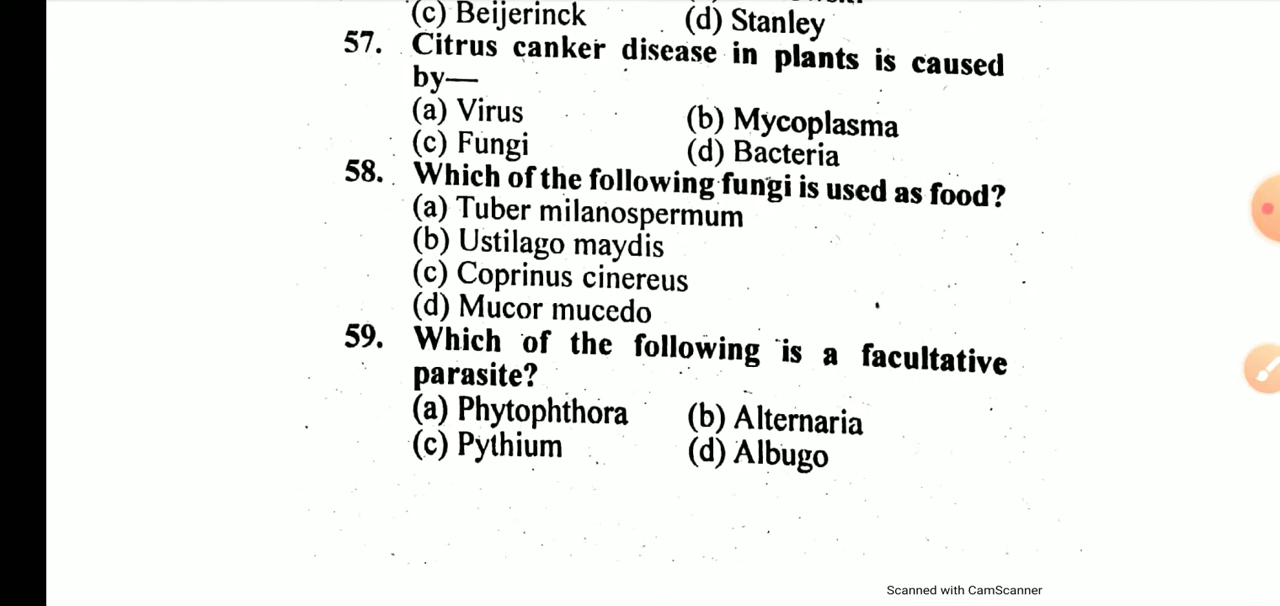 (c) Beijerinck (d) Stanley
57. Citrus canker disease in plants is caused
by—
(a) Virus (b) Mycoplasma
(c) Fungi (d) Bacteria
58. Which of the following fungi is used as food?
(a) Tuber milanospermum
(b) Ustilago maydis
(c) Coprinus cinereus
(d) Mucor mucedo
59. Which of the following is a facultative
parasite?
(a) Phytophthora (b) Alternaria
(c) Pythium (d) Albugo
Scanned with CamScanner